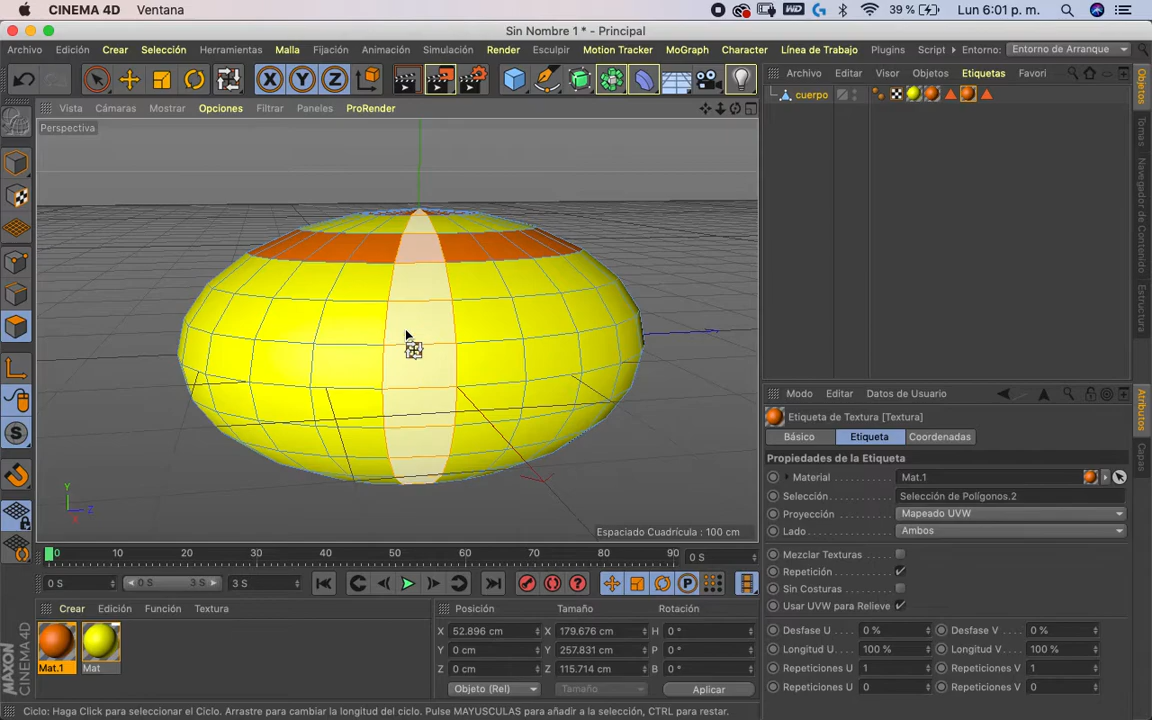 CINEMA 4D Ventana 39 % Lun 6:01 p. m.
Sin Nombre 1 * - Principal
Archivo Edición Crear Selección Herramientas Malla Fijación Animación Simulación Render Esculpir Motion Tracker MoGraph Character Línea de Trabajo Plugins Script Entorno: Entorno de Arranque
X Y Z
Archivo Editar Visor Objetos Etiquetas Favori
Vista Cámaras Mostrar Opciones Filtrar Paneles ProRender
cuerpo
Perspectiva
Objetos
Tomas
Navegador de Contenido
Estructura
Modo Editar Datos de Usuario
Etiqueta de Textura [Textura]
Básico Etiqueta Coordenadas
Propiedades de la Etiqueta
Material Mat.1
Selección Selección de Polígonos.2
Proyección Mapeado UVW
Lado Ambos
Mezclar Texturas
Repetición
Sin Costuras
Usar UVW para Relieve
Desfase U 0 % Desfase V 0 %
Longitud U 100 % Longitud V 100 %
Repeticiones U 1 Repeticiones V 1
Repeticiones U 0 Repeticiones V 0
Atributos
Capas
S
Y
Z
X
Espaciado Cuadrícula : 100 cm
0 10 20 30 40 50 60 70 80 90 0 S
0 S 0 S 3 S 3 S
P
Crear Edición Función Textura
Mat.1 Mat
Posición Tamaño Rotación
X 52.896 cm X 179.676 cm H 0 °
Y 0 cm Y 257.831 cm P 0 °
Z 0 cm Z 115.714 cm B 0 °
Objeto (Rel) Tamaño Aplicar
MAXON
CINEMA 4D
Ciclo: Haga Click para seleccionar el Ciclo. Arrastre para cambiar la longitud del ciclo. Pulse MAYUSCULAS para añadir a la selección, CTRL para restar.